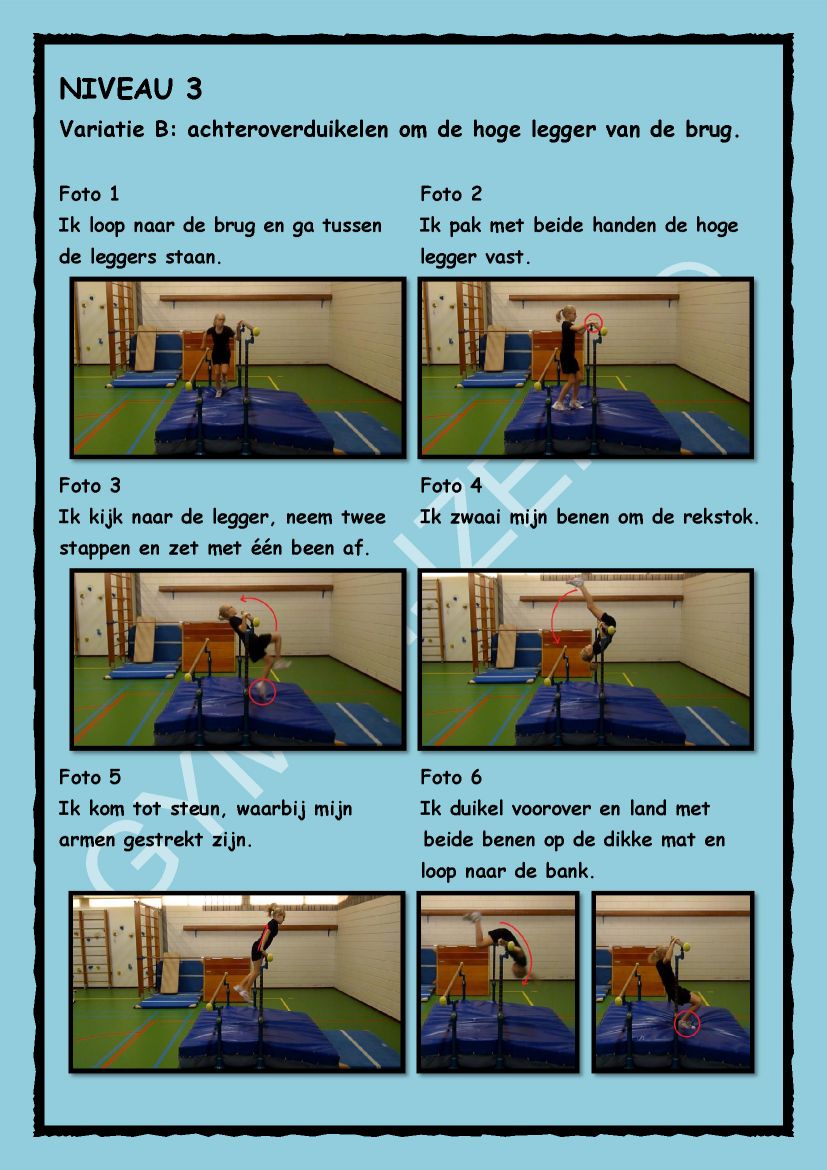 NIVEAU 3
Variatie B: achteroverduikelen om de hoge legger van de brug.
Foto 1
Ik loop naar de brug en ga tussen
de leggers staan.
Foto 2
Ik pak met beide handen de hoge
legger vast.
Foto 3
Ik kijk naar de legger, neem twee
stappen en zet met één been af.
Foto 4
Ik zwaai mijn benen om de rekstok.
Foto 5
Ik kom tot steun, waarbij mijn
armen gestrekt zijn.
Foto 6
Ik duikel voorover en land met
beide benen op de dikke mat en
loop naar de bank.